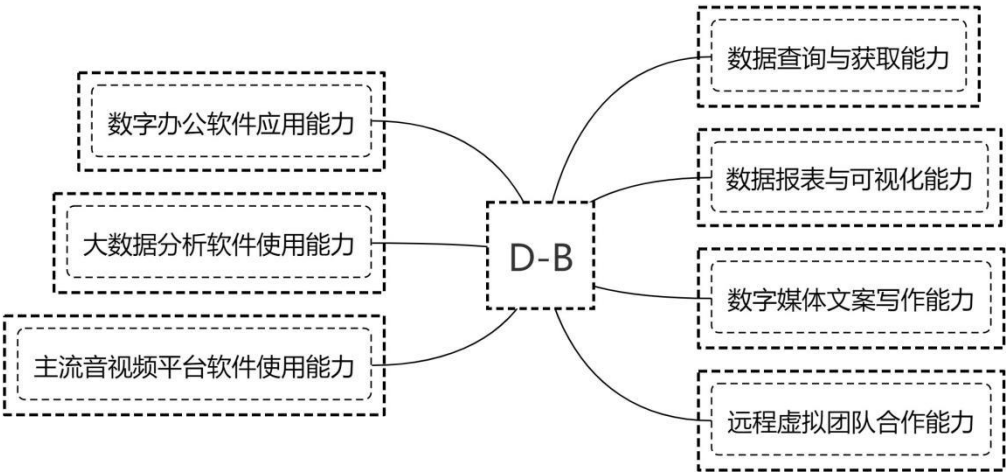 数字办公软件应用能力
大数据分析软件使用能力
主流音视频平台软件使用能力
D-B
数据查询与获取能力
数据报表与可视化能力
数字媒体文案写作能力
远程虚拟团队合作能力